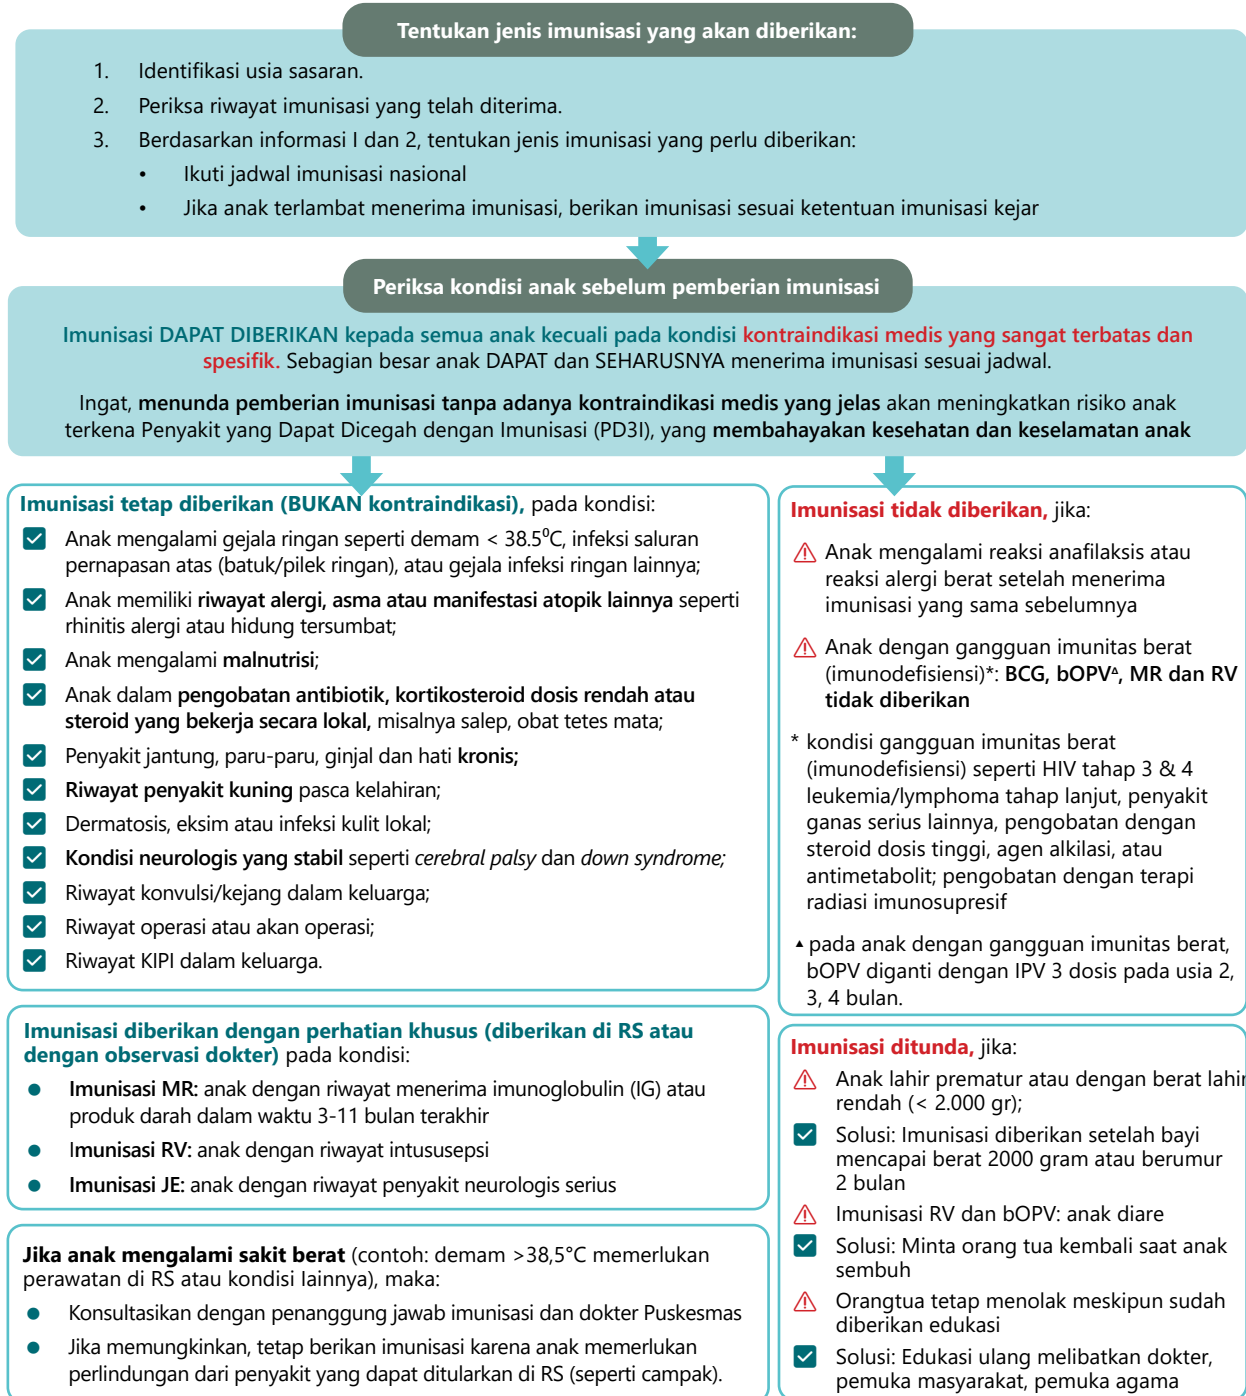 Tentukan jenis imunisasi yang akan diberikan:
1. Identifikasi usia sasaran.
2. Periksa riwayat imunisasi yang telah diterima.
3. Berdasarkan informasi I dan 2, tentukan jenis imunisasi yang perlu diberikan:
• Ikuti jadwal imunisasi nasional
• Jika anak terlambat menerima imunisasi, berikan imunisasi sesuai ketentuan imunisasi kejar
Periksa kondisi anak sebelum pemberian imunisasi
Imunisasi DAPAT DIBERIKAN kepada semua anak kecuali pada kondisi kontraindikasi medis yang sangat terbatas dan
spesifik. Sebagian besar anak DAPAT dan SEHARUSNYA menerima imunisasi sesuai jadwal.
Ingat, menunda pemberian imunisasi tanpa adanya kontraindikasi medis yang jelas akan meningkatkan risiko anak
terkena Penyakit yang Dapat Dicegah dengan Imunisasi (PD3I), yang membahayakan kesehatan dan keselamatan anak
Imunisasi tetap diberikan (BUKAN kontraindikasi), pada kondisi:
Anak mengalami gejala ringan seperti demam < 38.5⁰C, infeksi saluran
pernapasan atas (batuk/pilek ringan), atau gejala infeksi ringan lainnya;
Anak memiliki riwayat alergi, asma atau manifestasi atopik lainnya seperti
rhinitis alergi atau hidung tersumbat;
Anak mengalami malnutrisi;
Anak dalam pengobatan antibiotik, kortikosteroid dosis rendah atau
steroid yang bekerja secara lokal, misalnya salep, obat tetes mata;
Penyakit jantung, paru-paru, ginjal dan hati kronis;
Riwayat penyakit kuning pasca kelahiran;
Dermatosis, eksim atau infeksi kulit lokal;
Kondisi neurologis yang stabil seperti cerebral palsy dan down syndrome;
Riwayat konvulsi/kejang dalam keluarga;
Riwayat operasi atau akan operasi;
Riwayat KIPI dalam keluarga.
Imunisasi diberikan dengan perhatian khusus (diberikan di RS atau
dengan observasi dokter) pada kondisi:
• Imunisasi MR: anak dengan riwayat menerima imunoglobulin (IG) atau
produk darah dalam waktu 3-11 bulan terakhir
• Imunisasi RV: anak dengan riwayat intususepsi
• Imunisasi JE: anak dengan riwayat penyakit neurologis serius
Jika anak mengalami sakit berat (contoh: demam >38,5°C memerlukan
perawatan di RS atau kondisi lainnya), maka:
• Konsultasikan dengan penanggung jawab imunisasi dan dokter Puskesmas
• Jika memungkinkan, tetap berikan imunisasi karena anak memerlukan
perlindungan dari penyakit yang dapat ditularkan di RS (seperti campak).
Imunisasi tidak diberikan, jika:
Anak mengalami reaksi anafilaksis atau
reaksi alergi berat setelah menerima
imunisasi yang sama sebelumnya
Anak dengan gangguan imunitas berat
(imunodefisiensi)*: BCG, bOPV▵, MR dan RV
tidak diberikan
* kondisi gangguan imunitas berat
(imunodefisiensi) seperti HIV tahap 3 & 4
leukemia/lymphoma tahap lanjut, penyakit
ganas serius lainnya, pengobatan dengan
steroid dosis tinggi, agen alkilasi, atau
antimetabolit; pengobatan dengan terapi
radiasi imunosupresif
▴ pada anak dengan gangguan imunitas berat,
bOPV diganti dengan IPV 3 dosis pada usia 2,
3, 4 bulan.
Imunisasi ditunda, jika:
Anak lahir prematur atau dengan berat lahir
rendah (< 2.000 gr);
Solusi: Imunisasi diberikan setelah bayi
mencapai berat 2000 gram atau berumur
2 bulan
Imunisasi RV dan bOPV: anak diare
Solusi: Minta orang tua kembali saat anak
sembuh
Orangtua tetap menolak meskipun sudah
diberikan edukasi
Solusi: Edukasi ulang melibatkan dokter,
pemuka masyarakat, pemuka agama